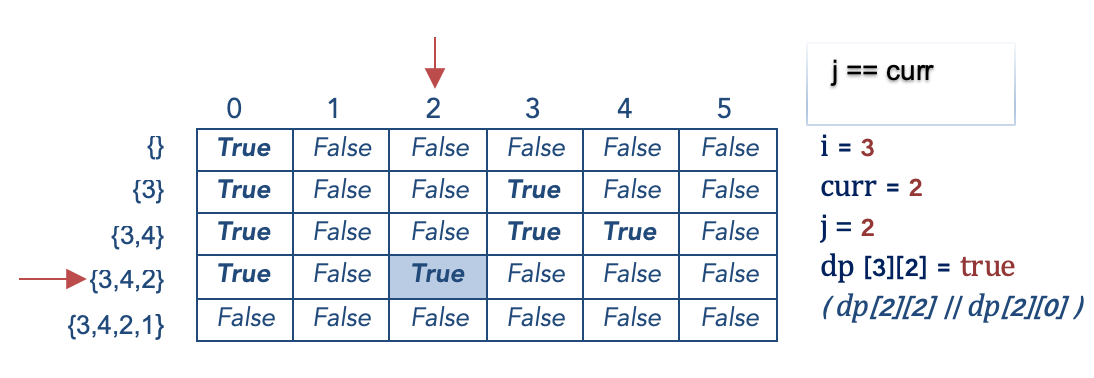 j == curr
0 1 2 3 4 5
{} True False False False False False
{3} True False False True False False
{3,4} True False False True True False
{3,4,2} True False True False False False
{3,4,2,1} False False False False False False
i = 3
curr = 2
j = 2
dp [3][2] = true
( dp[2][2] // dp[2][0] )